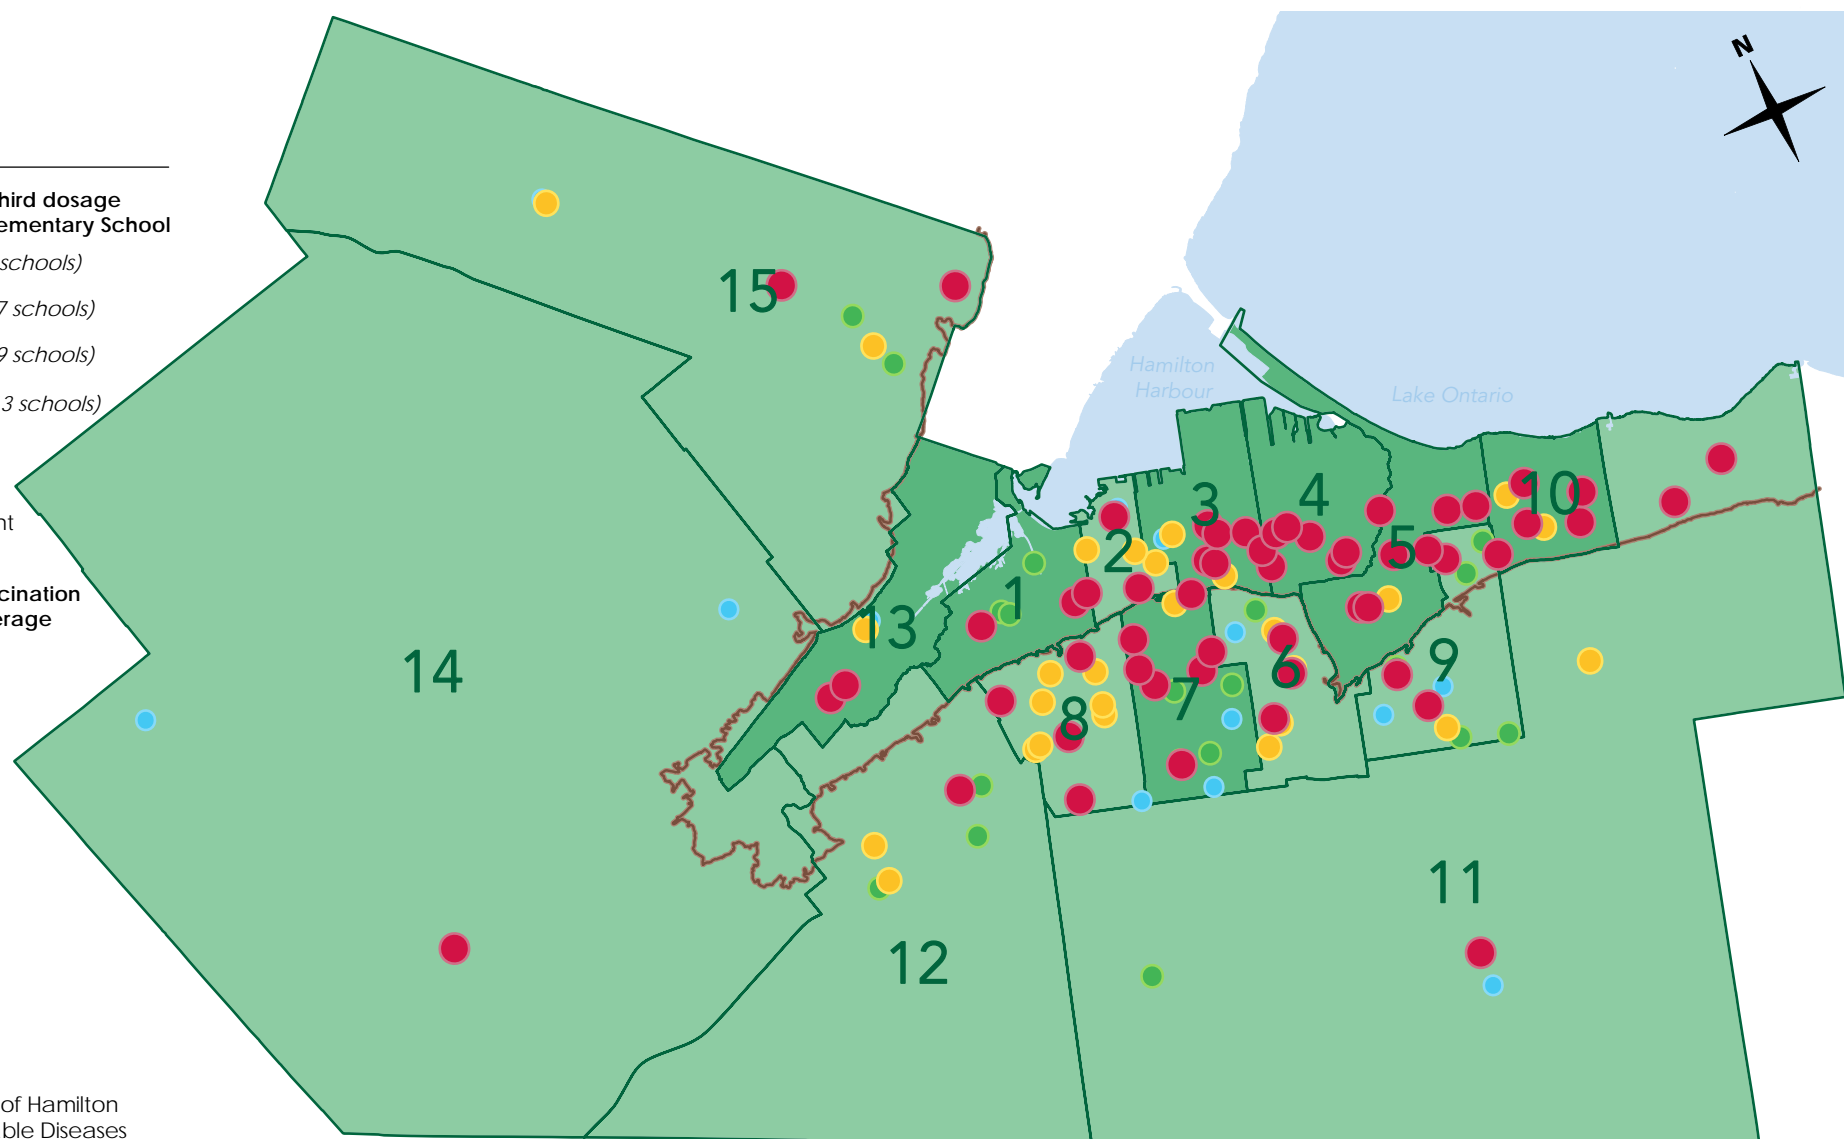 N
hird dosage
ementary School
schools)
7 schools)
9 schools)
3 schools)
nt
cination
erage
of Hamilton
ble Diseases
Hamilton
Harbour
Lake Ontario
15
14
13
1
2
3
4
5
10
6
7
8
9
11
12